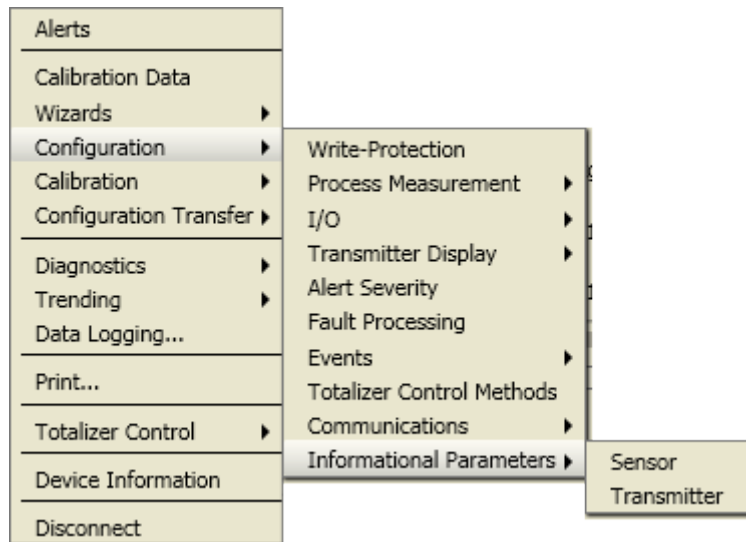 Alerts
Calibration Data
Wizards
Configuration
Calibration
Configuration Transfer
Diagnostics
Trending
Data Logging...
Print...
Totalizer Control
Device Information
Disconnect
Write-Protection
Process Measurement
I/O
Transmitter Display
Alert Severity
Fault Processing
Events
Totalizer Control Methods
Communications
Informational Parameters
Sensor
Transmitter